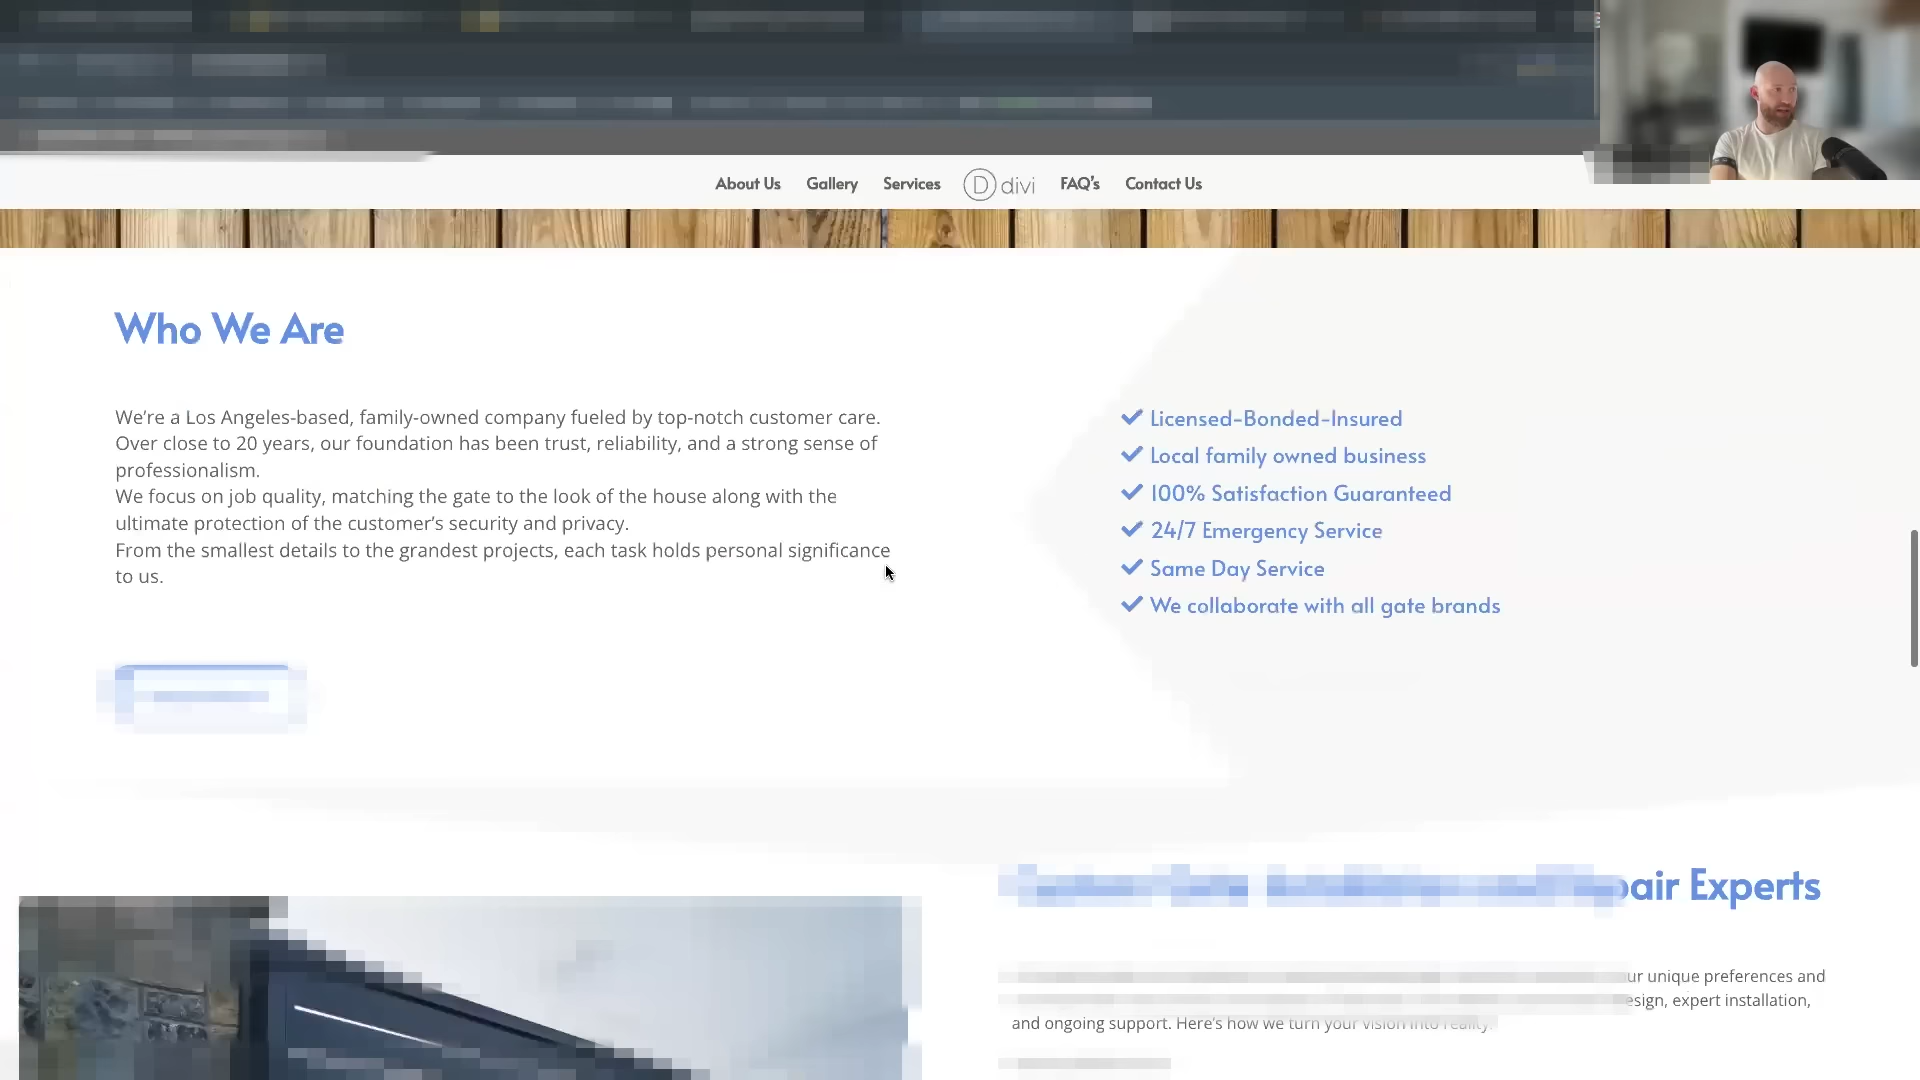 About Us Gallery Services D divi FAQ's Contact Us
Who We Are
We're a Los Angeles-based, family-owned company fueled by top-notch customer care.
Over close to 20 years, our foundation has been trust, reliability, and a strong sense of
professionalism.
We focus on job quality, matching the gate to the look of the house along with the
ultimate protection of the customer's security and privacy.
From the smallest details to the grandest projects, each task holds personal significance
to us.
Licensed-Bonded-Insured
Local family owned business
100% Satisfaction Guaranteed
24/7 Emergency Service
Same Day Service
We collaborate with all gate brands
Experts
unique preferences and
expert installation,
and ongoing support. Here's how we turn your vision into reality.